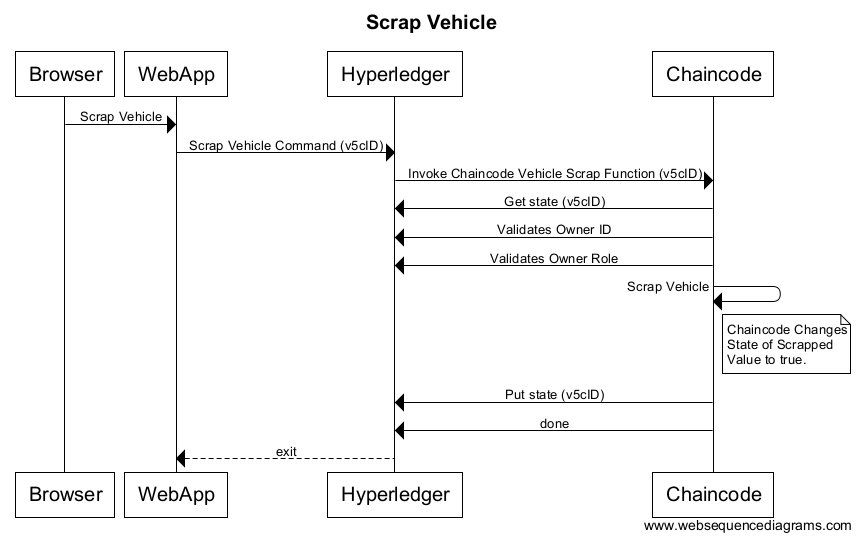 Scrap Vehicle
Browser
WebApp
Hyperledger
Chaincode
Scrap Vehicle
Scrap Vehicle Command (v5cID)
Invoke Chaincode Vehicle Scrap Function (v5cID)
Get state (v5cID)
Validates Owner ID
Validates Owner Role
Scrap Vehicle
Chaincode Changes
State of Scrapped
Value to true.
Put state (v5cID)
done
exit
Browser
WebApp
Hyperledger
Chaincode
www.websequencediagrams.com